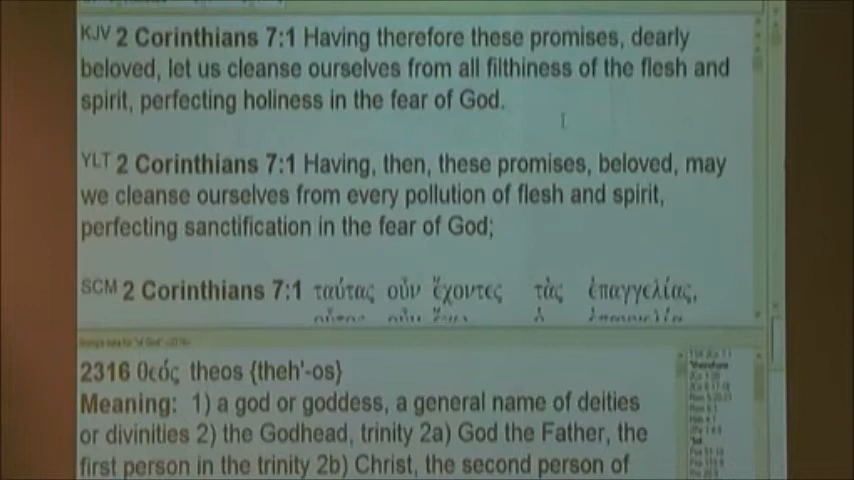 KJV 2 Corinthians 7:1 Having therefore these promises, dearly
beloved, let us cleanse ourselves from all filthiness of the flesh and
spirit, perfecting holiness in the fear of God.
YLT 2 Corinthians 7:1 Having, then, these promises, beloved, may
we cleanse ourselves from every pollution of flesh and spirit,
perfecting sanctification in the fear of God;
SCM 2 Corinthians 7:1 ταύτας οὖν ἔχοντες τὰς ἐπαγγελίας,
2316 θεός theos {theh'-os}
Meaning: 1) a god or goddess, a general name of deities
or divinities 2) the Godhead, trinity 2a) God the Father, the
first person in the trinity 2b) Christ, the second person of